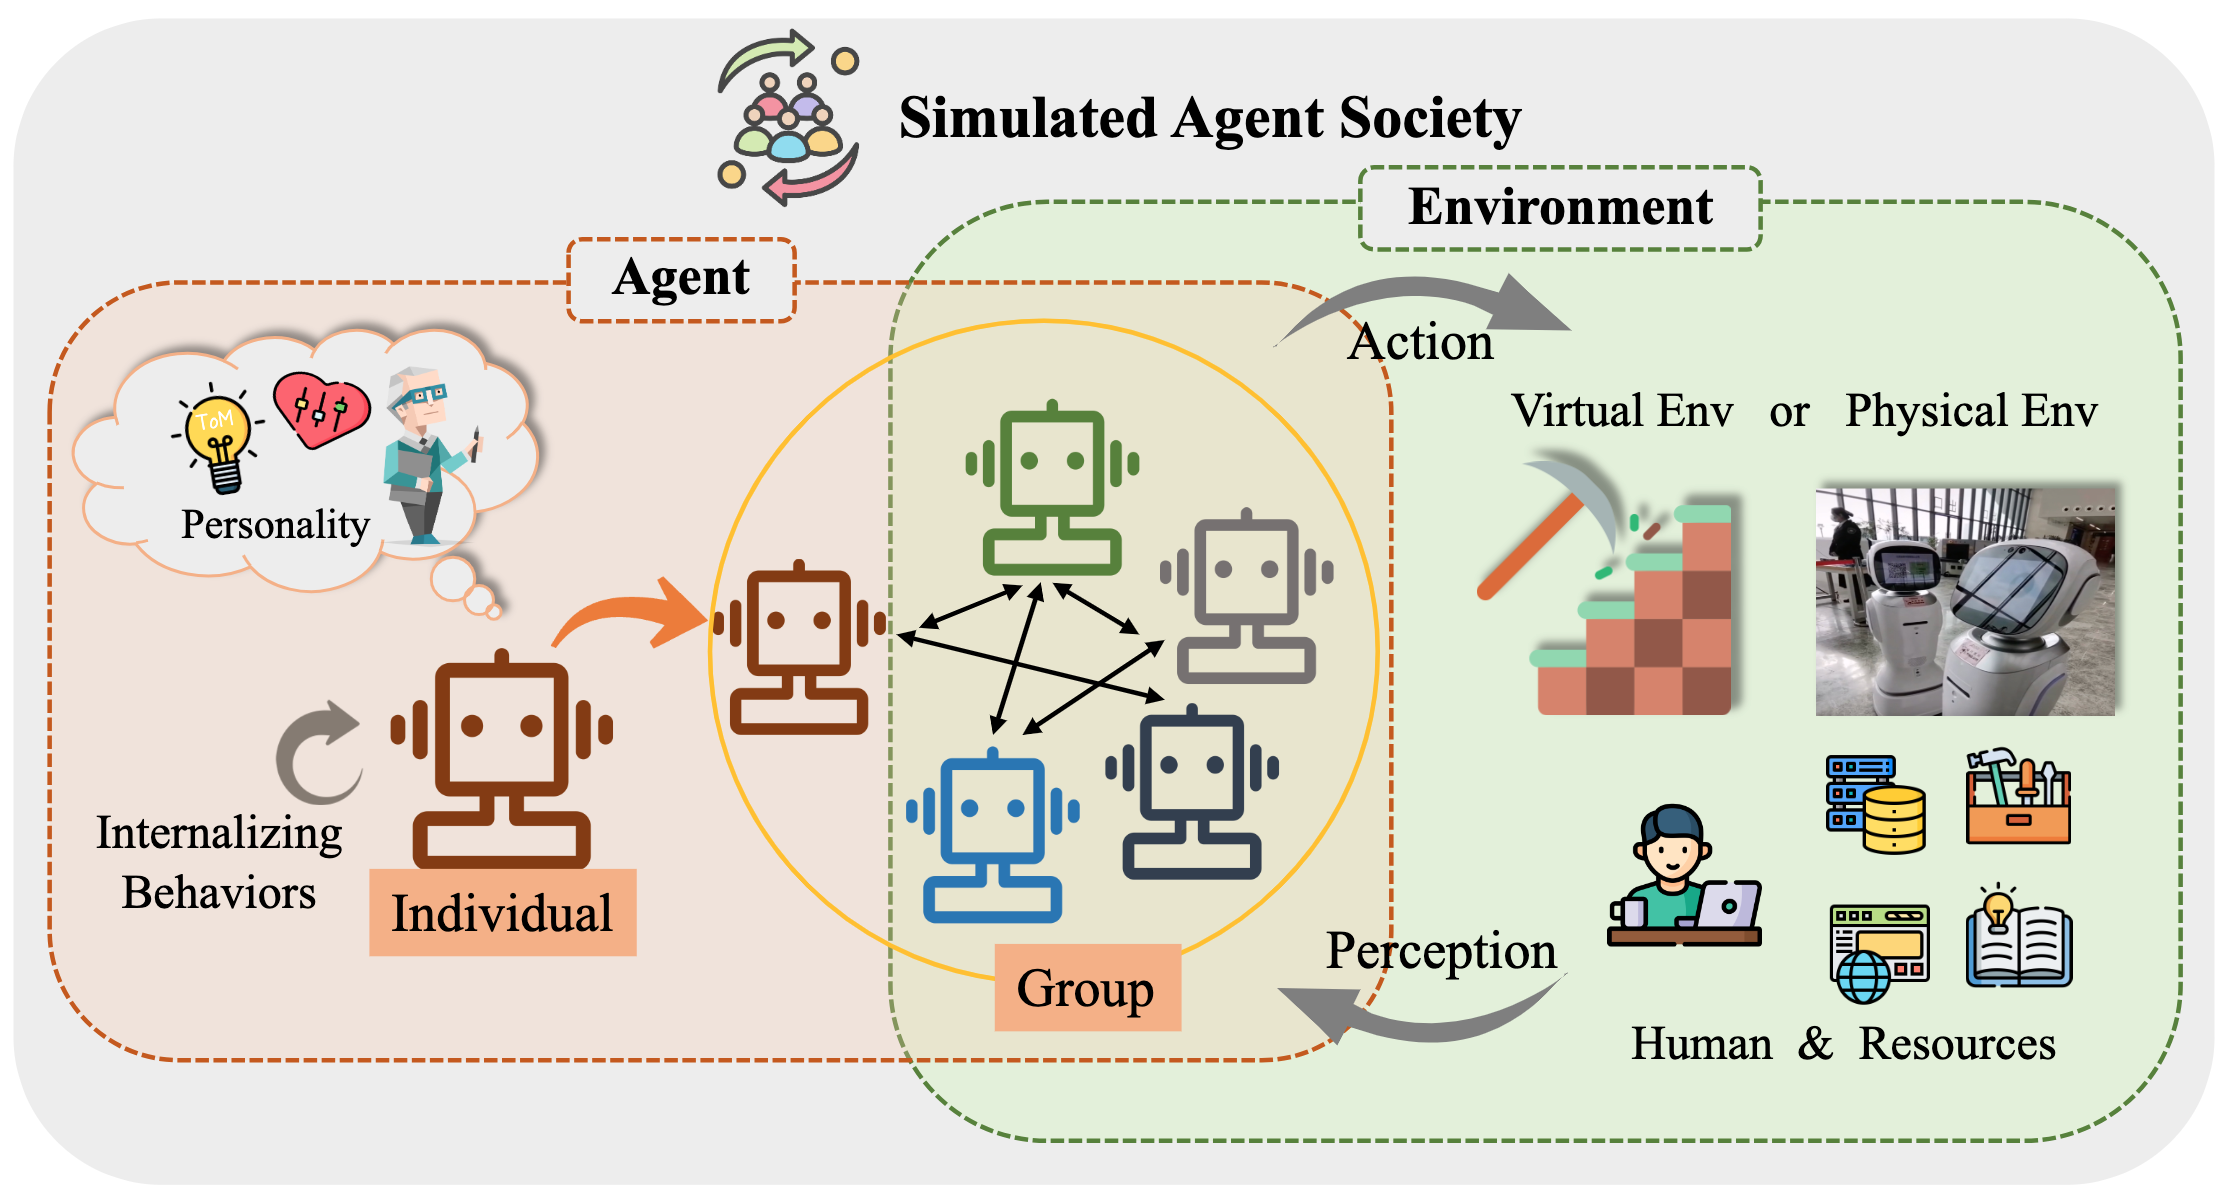 Simulated Agent Society
Environment
Agent
Action
Virtual Env or Physical Env
ToM
Personality
Internalizing
Behaviors
Individual
Group
Perception
Human & Resources